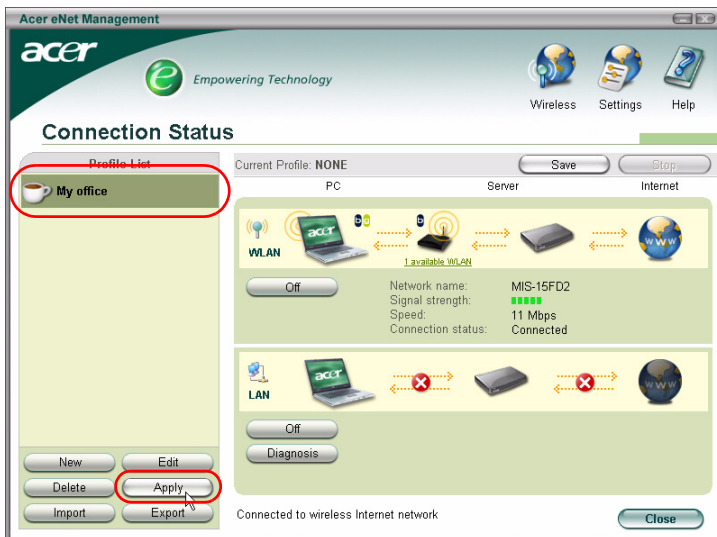 Acer eNet Management
acer
e
Empowering Technology
Wireless
Settings
Help
Connection Status
Profile List
My office
New
Edit
Delete
Apply
Import
Export
Current Profile: NONE
Save
Stop
PC
Server
Internet
WLAN
acer
b g
b
1 available WLAN
www
Off
Network name: MIS-15FD2
Signal strength:
Speed: 11 Mbps
Connection status: Connected
LAN
acer
www
Off
Diagnosis
Connected to wireless Internet network
Close